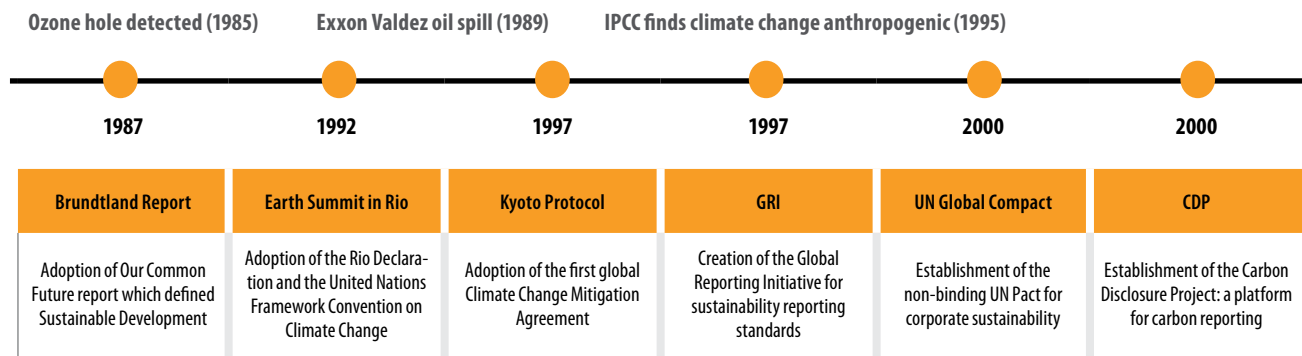 Ozone hole detected (1985)
Exxon Valdez oil spill (1989)
IPCC finds climate change anthropogenic (1995)
1987
1992
1997
1997
2000
2000
Brundtland Report
Earth Summit in Rio
Kyoto Protocol
GRI
UN Global Compact
CDP
Adoption of Our Common
Future report which defined
Sustainable Development
Adoption of the Rio Declara-
tion and the United Nations
Framework Convention on
Climate Change
Adoption of the first global
Climate Change Mitigation
Agreement
Creation of the Global
Reporting Initiative for
sustainability reporting
standards
Establishment of the
non-binding UN Pact for
corporate sustainability
Establishment of the Carbon
Disclosure Project: a platform
for carbon reporting